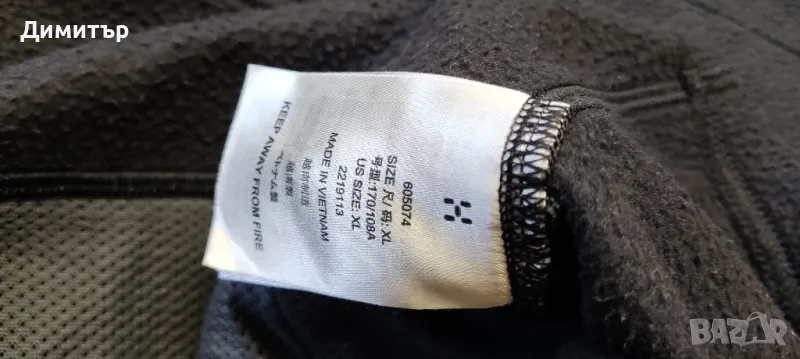 Димитър
605074
SIZE 尺/码: XL
号型:170/108A
US SIZE: XL
2219113
MADE IN VIETNAM
越南制造
越南製
ベトナム製
KEEP AWAY FROM FIRE
BAZAR